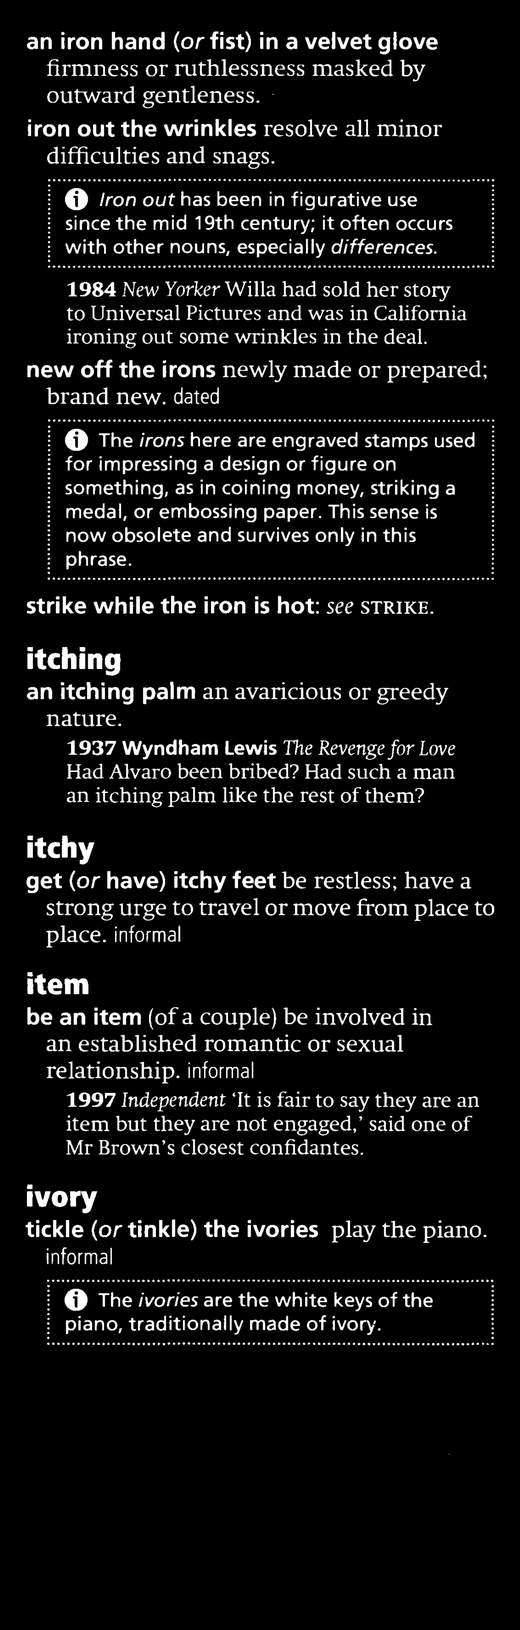 an iron hand (or fist) in a velvet glove
firmness or ruthlessness masked by
outward gentleness.
iron out the wrinkles resolve all minor
difficulties and snags.
Iron out has been in figurative use
since the mid 19th century; it often occurs
with other nouns, especially differences.
1984 New Yorker Willa had sold her story
to Universal Pictures and was in California
ironing out some wrinkles in the deal.
new off the irons newly made or prepared;
brand new. dated
The irons here are engraved stamps used
for impressing a design or figure on
something, as in coining money, striking a
medal, or embossing paper. This sense is
now obsolete and survives only in this
phrase.
strike while the iron is hot: see STRIKE.
itching
an itching palm an avaricious or greedy
nature.
1937 Wyndham Lewis The Revenge for Love
Had Alvaro been bribed? Had such a man
an itching palm like the rest of them?
itchy
get (or have) itchy feet be restless; have a
strong urge to travel or move from place to
place. informal
item
be an item (of a couple) be involved in
an established romantic or sexual
relationship. informal
1997 Independent ‘It is fair to say they are an
item but they are not engaged,’ said one of
Mr Brown’s closest confidantes.
ivory
tickle (or tinkle) the ivories play the piano.
informal
The ivories are the white keys of the
piano, traditionally made of ivory.